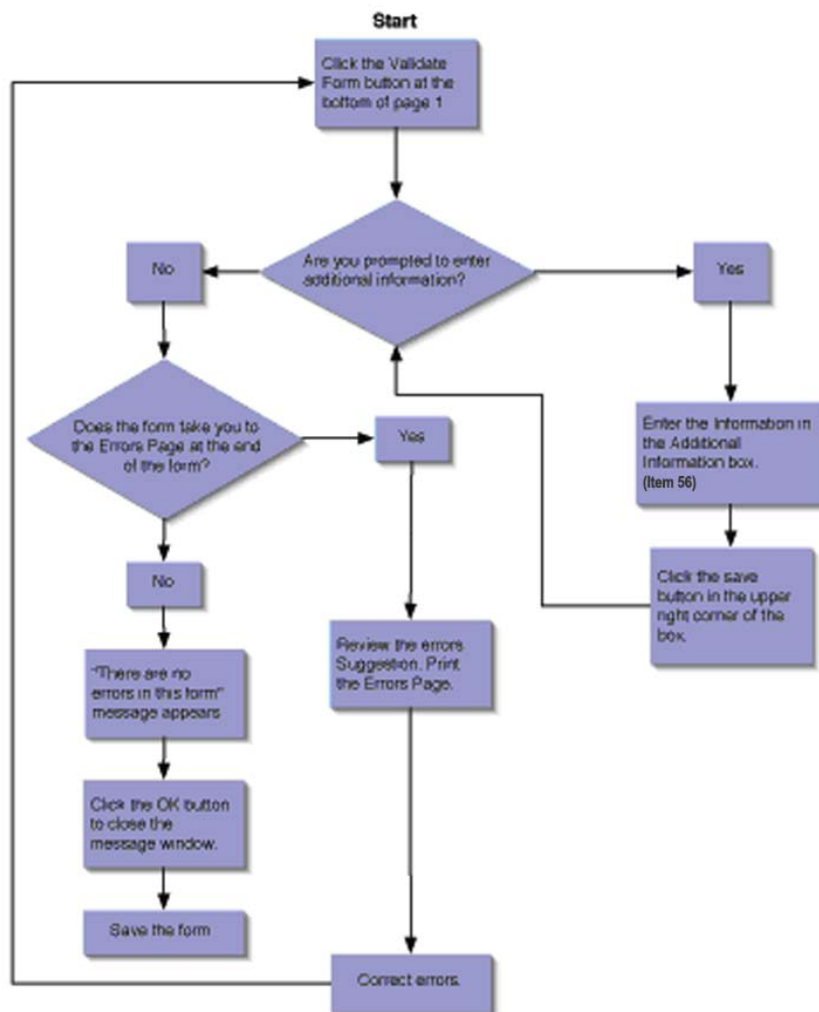 Start
Click the Validate
Form button at the
bottom of page 1
Are you prompted to enter
additional information?
No
Yes
Does the form take you to
the Errors Page at the end
of the form?
Yes
Enter the Information in
the Additional
Information box.
(Item 56)
No
Click the save
button in the upper
right corner of the
box.
"There are no
errors in this form"
message appears
Review the errors
Suggestion. Print
the Errors Page.
Click the OK button
to close the
message window.
Save the form
Correct errors.